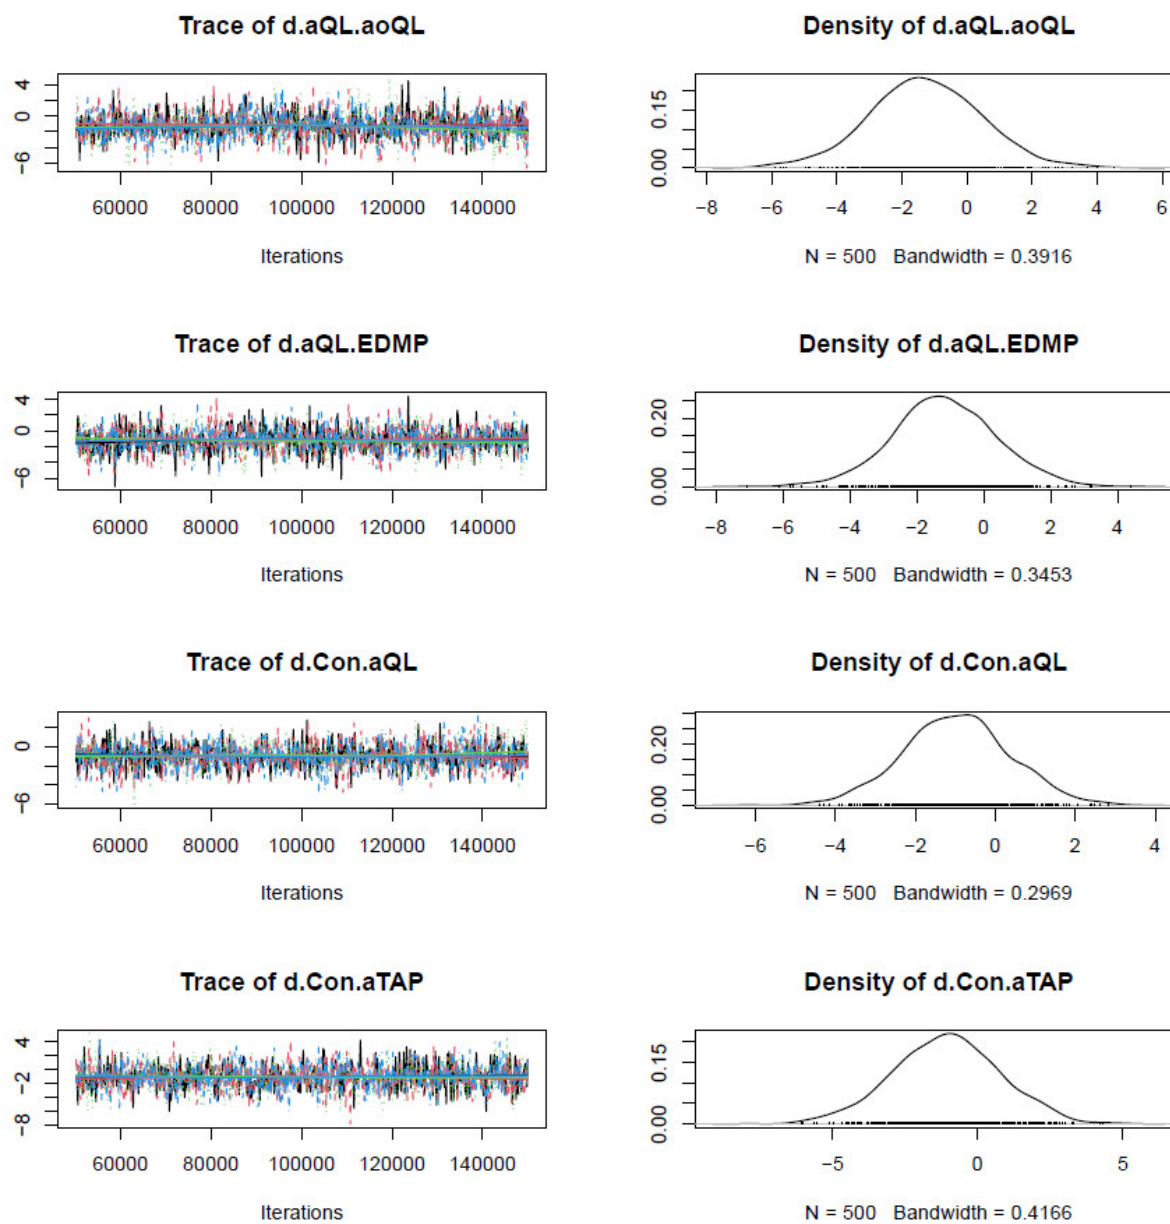 Trace of d.aQL.aoQL
Density of d.aQL.aoQL
4
0
−6
60000 80000 100000 120000 140000
Iterations
0.15
0.00
−8 −6 −4 −2 0 2 4 6
N = 500 Bandwidth = 0.3916
Trace of d.aQL.EDMP
Density of d.aQL.EDMP
4
0
−6
60000 80000 100000 120000 140000
Iterations
0.20
0.00
−8 −6 −4 −2 0 2 4
N = 500 Bandwidth = 0.3453
Trace of d.Con.aQL
Density of d.Con.aQL
0
−6
60000 80000 100000 120000 140000
Iterations
0.20
0.00
−6 −4 −2 0 2 4
N = 500 Bandwidth = 0.2969
Trace of d.Con.aTAP
Density of d.Con.aTAP
4
−2
−8
60000 80000 100000 120000 140000
Iterations
0.15
0.00
−5 0 5
N = 500 Bandwidth = 0.4166